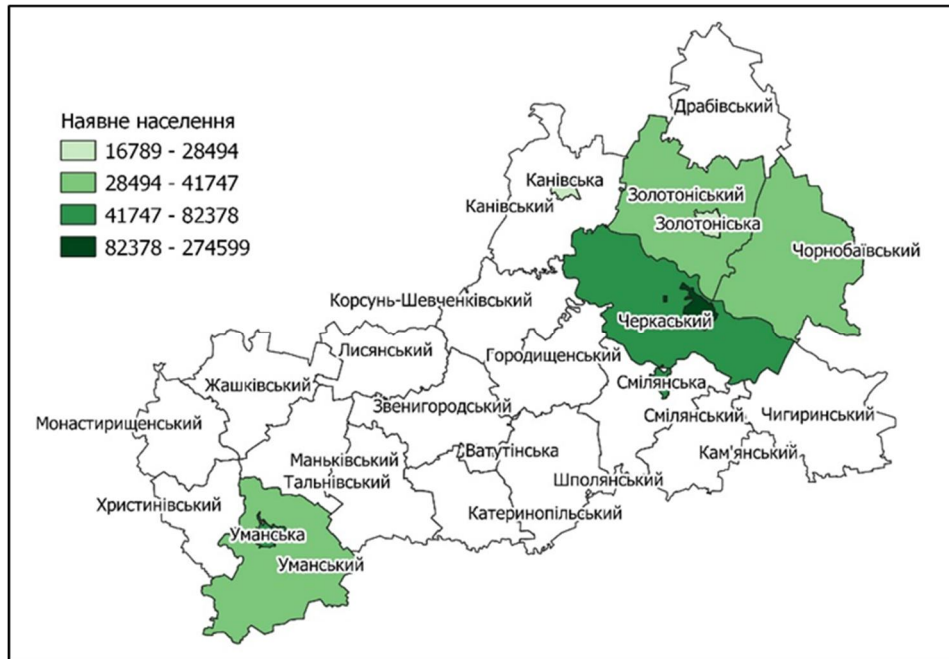 Наявне населення
16789 - 28494
28494 - 41747
41747 - 82378
82378 - 274599
Драбівський
Канівська
Золотоніський
Канівський
Золотоніська
Чорнобаївський
Корсунь-Шевченківський
Черкаський
Лисянський
Городищенський
Жашківський
Смілянська
Звенигородський
Смілянський
Чигиринський
Монастирищенський
Ватутінська
Кам'янський
Маньківський
Тальнівський
Шполянський
Христинівський
Катеринопільський
Уманська
Уманський